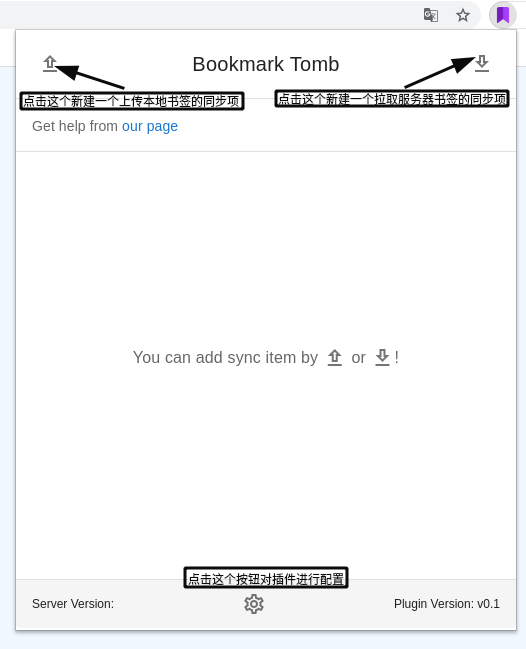 Bookmark Tomb
点击这个新建一个上传本地书签的同步项
点击这个新建一个拉取服务器书签的同步项
Get help from our page
You can add sync item by or !
点击这个按钮对插件进行配置
Server Version:
Plugin Version: v0.1